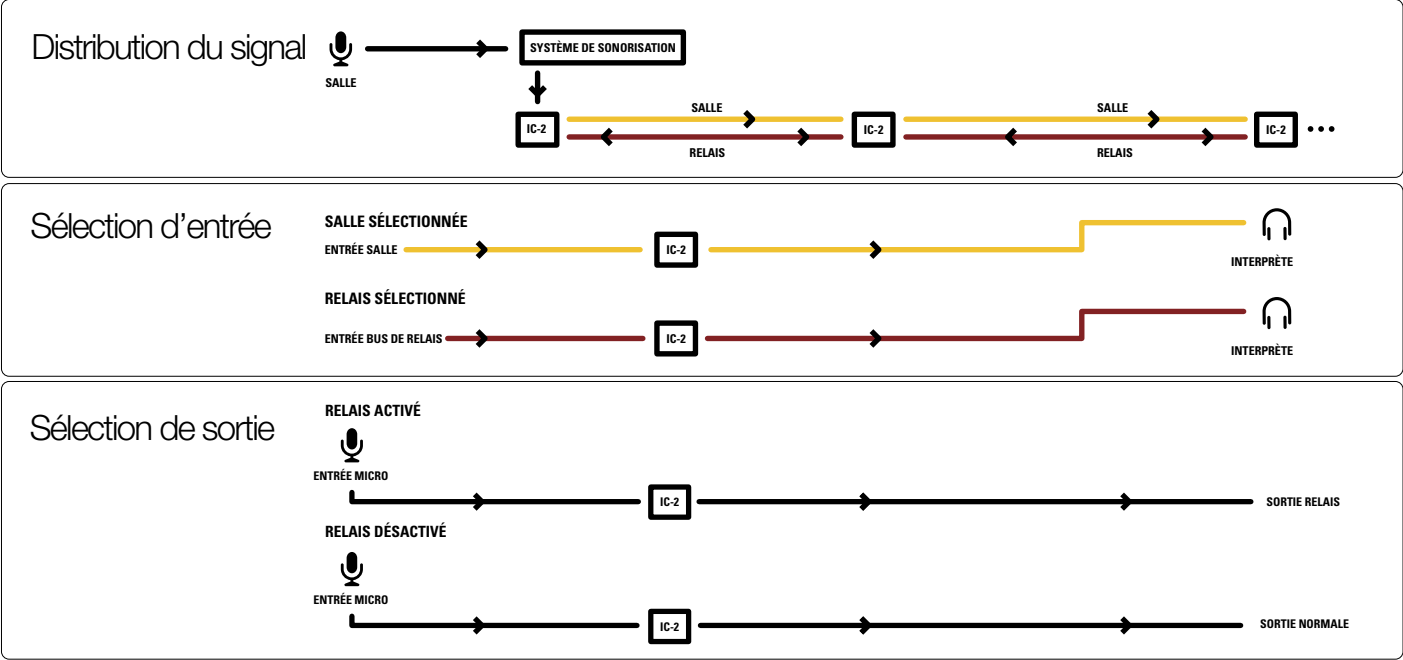 Distribution du signal
SALLE
SYSTÈME DE SONORISATION
IC-2
SALLE
RELAIS
IC-2
SALLE
RELAIS
IC-2
Sélection d’entrée
SALLE SÉLECTIONNÉE
ENTRÉE SALLE
IC-2
INTERPRÈTE
RELAIS SÉLECTIONNÉ
ENTRÉE BUS DE RELAIS
IC-2
INTERPRÈTE
Sélection de sortie
RELAIS ACTIVÉ
ENTRÉE MICRO
IC-2
SORTIE RELAIS
RELAIS DÉSACTIVÉ
ENTRÉE MICRO
IC-2
SORTIE NORMALE